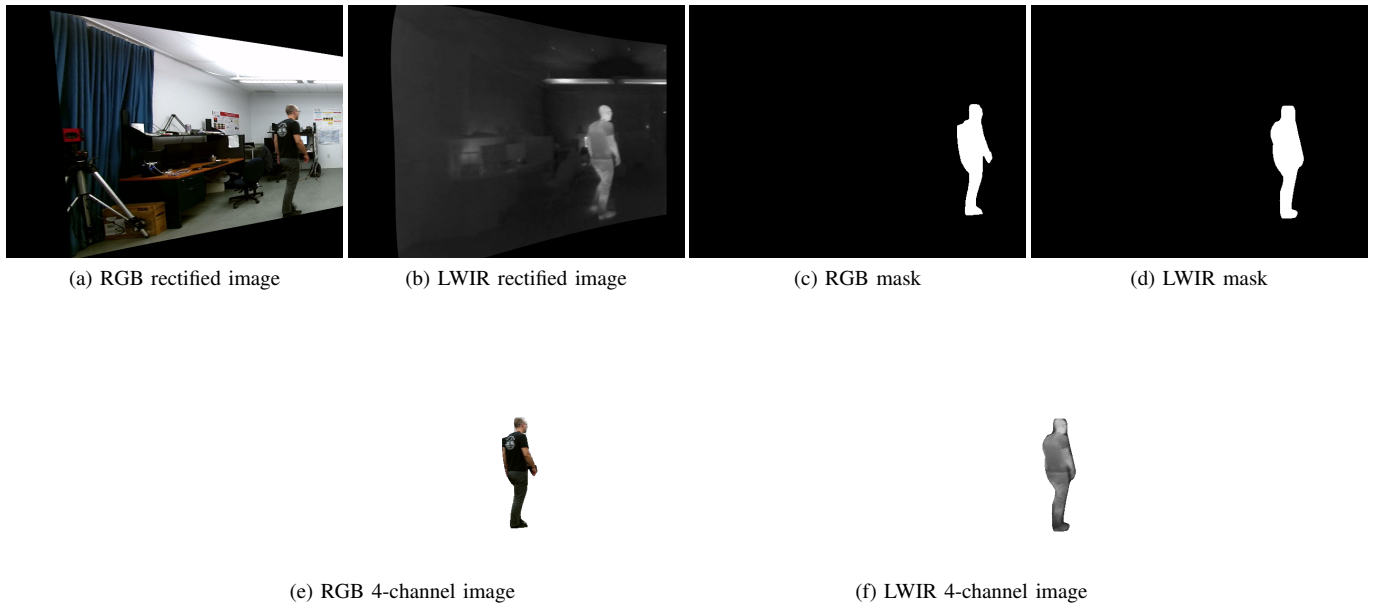 (a) RGB rectified image
(b) LWIR rectified image
(c) RGB mask
(d) LWIR mask
(e) RGB 4-channel image
(f) LWIR 4-channel image